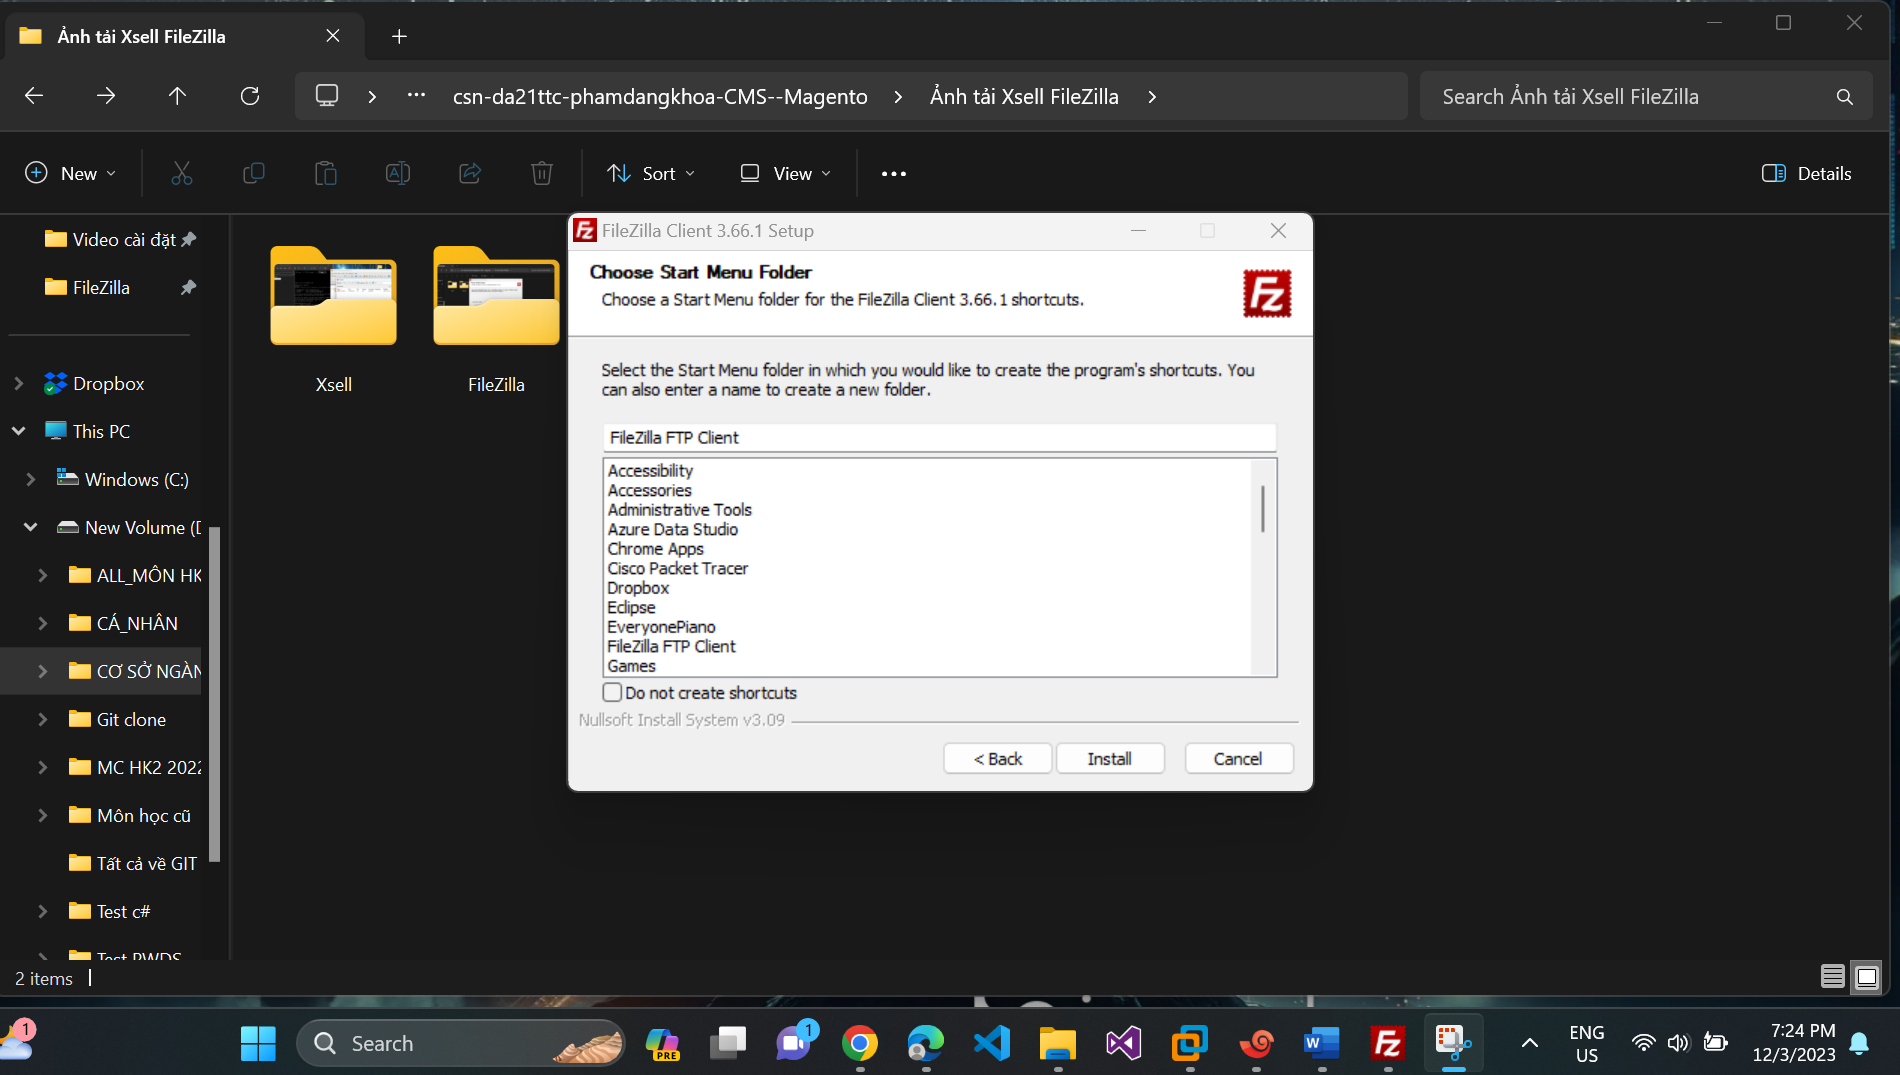 Ảnh tải Xsell FileZilla
csn-da21ttc-phamdangkhoa-CMS--Magento
Ảnh tải Xsell FileZilla
Search Ảnh tải Xsell FileZilla
New
Sort
View
Details
Video cài đặt
FileZilla
Dropbox
This PC
Windows (C:)
New Volume (D
ALL_MÔN HK
CÁ_NHÂN
CƠ SỞ NGÀN
Git clone
MC HK2 2022
Môn học cũ
Tất cả về GIT
Test c#
Test PWDS
Xsell
FileZilla
FileZilla Client 3.66.1 Setup
Choose Start Menu Folder
Choose a Start Menu folder for the FileZilla Client 3.66.1 shortcuts.
Select the Start Menu folder in which you would like to create the program's shortcuts. You
can also enter a name to create a new folder.
FileZilla FTP Client
Accessibility
Accessories
Administrative Tools
Azure Data Studio
Chrome Apps
Cisco Packet Tracer
Dropbox
Eclipse
EveryonePiano
FileZilla FTP Client
Games
Do not create shortcuts
Nullsoft Install System v3.09
< Back
Install
Cancel
2 items
1
Search
PRE
1
ENG
US
7:24 PM
12/3/2023